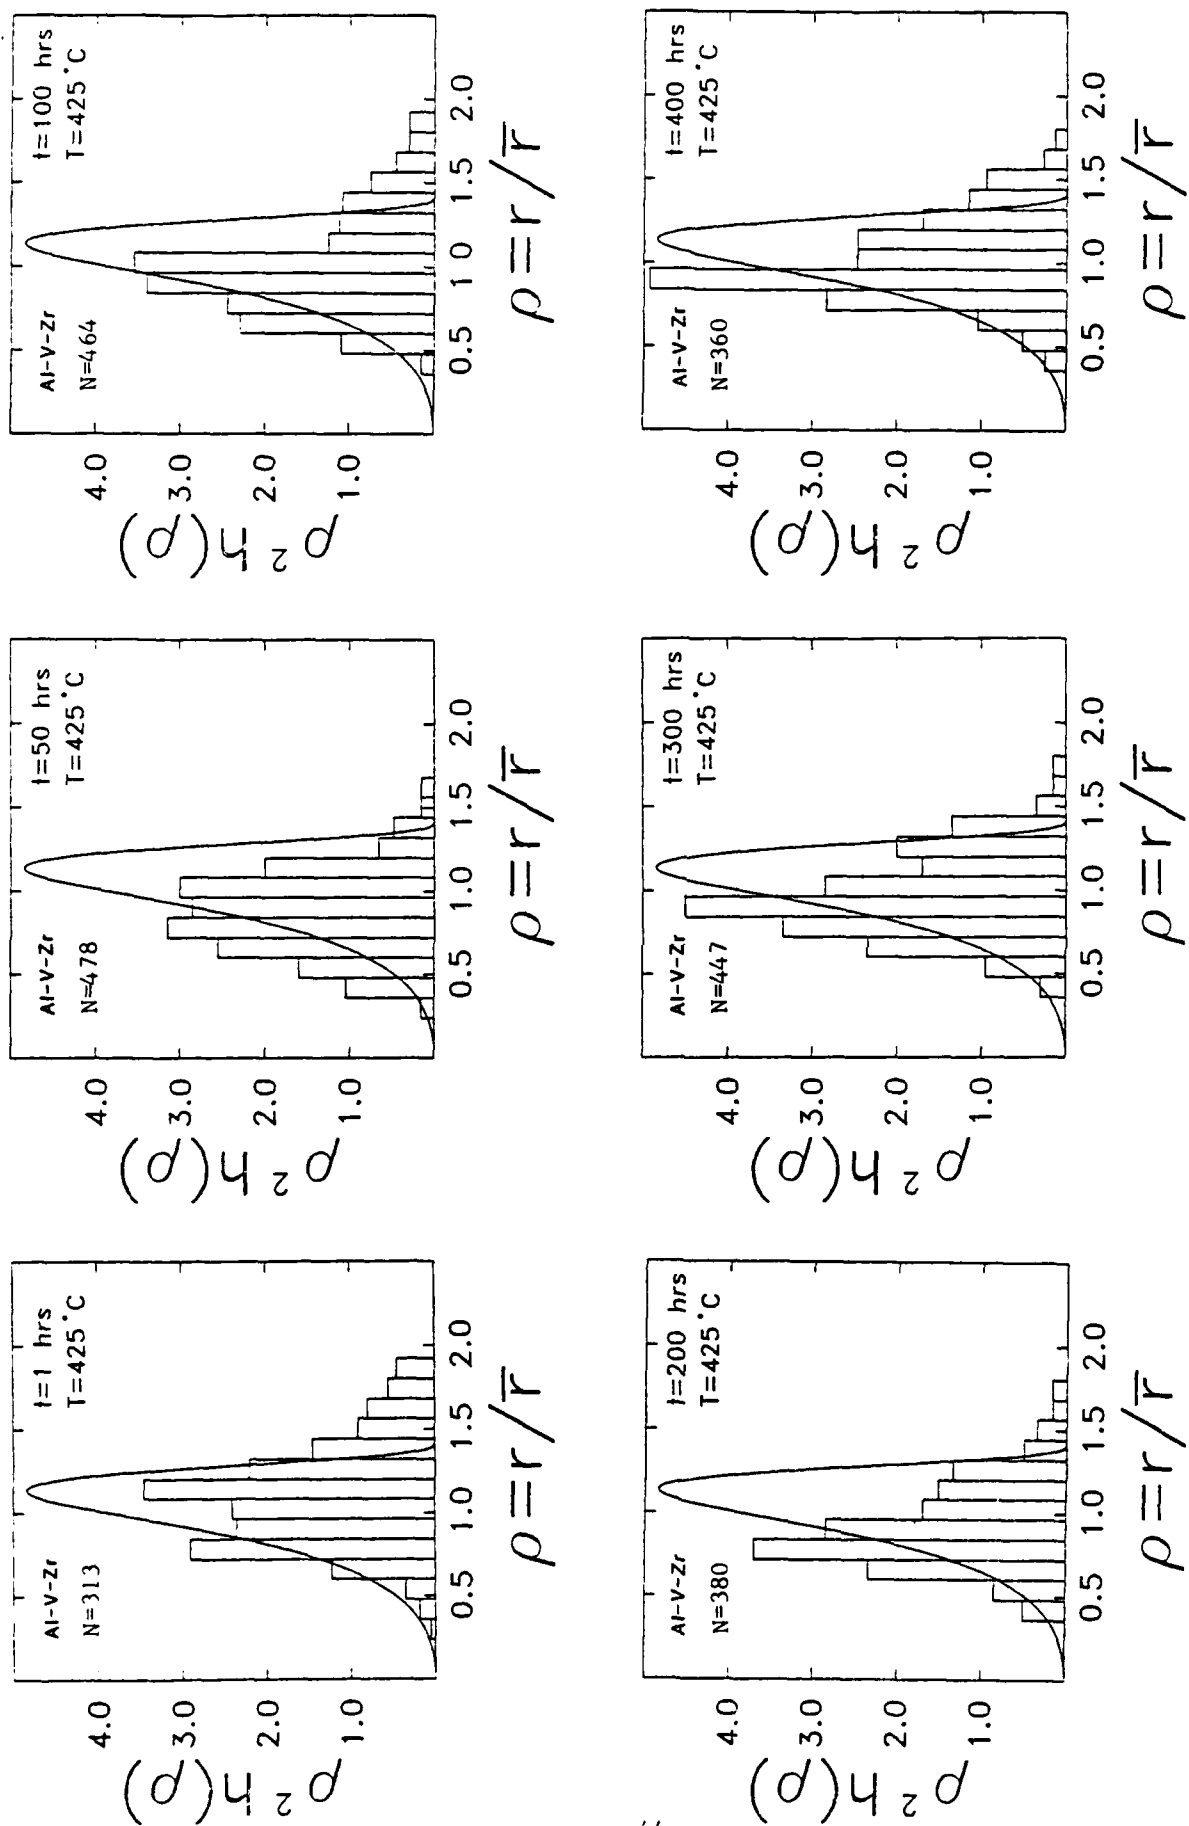 Al-V-Zr
N=313
t=1 hrs
T=425°C
4.0
3.0
2.0
1.0
ρ² h(ρ)
0.5
1.0
1.5
2.0
ρ=r/r̅
Al-V-Zr
N=478
t=50 hrs
T=425°C
4.0
3.0
2.0
1.0
ρ² h(ρ)
0.5
1.0
1.5
2.0
ρ=r/r̅
Al-V-Zr
N=464
t=100 hrs
T=425°C
4.0
3.0
2.0
1.0
ρ² h(ρ)
0.5
1.0
1.5
2.0
ρ=r/r̅
Al-V-Zr
N=380
t=200 hrs
T=425°C
4.0
3.0
2.0
1.0
ρ² h(ρ)
0.5
1.0
1.5
2.0
ρ=r/r̅
Al-V-Zr
N=447
t=300 hrs
T=425°C
4.0
3.0
2.0
1.0
ρ² h(ρ)
0.5
1.0
1.5
2.0
ρ=r/r̅
Al-V-Zr
N=360
t=400 hrs
T=425°C
4.0
3.0
2.0
1.0
ρ² h(ρ)
0.5
1.0
1.5
2.0
ρ=r/r̅